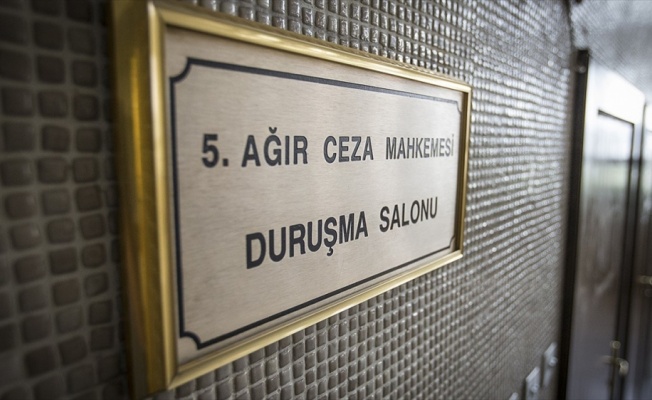 5. AĞIR CEZA MAHKEMESİ
DURUŞMA SALONU